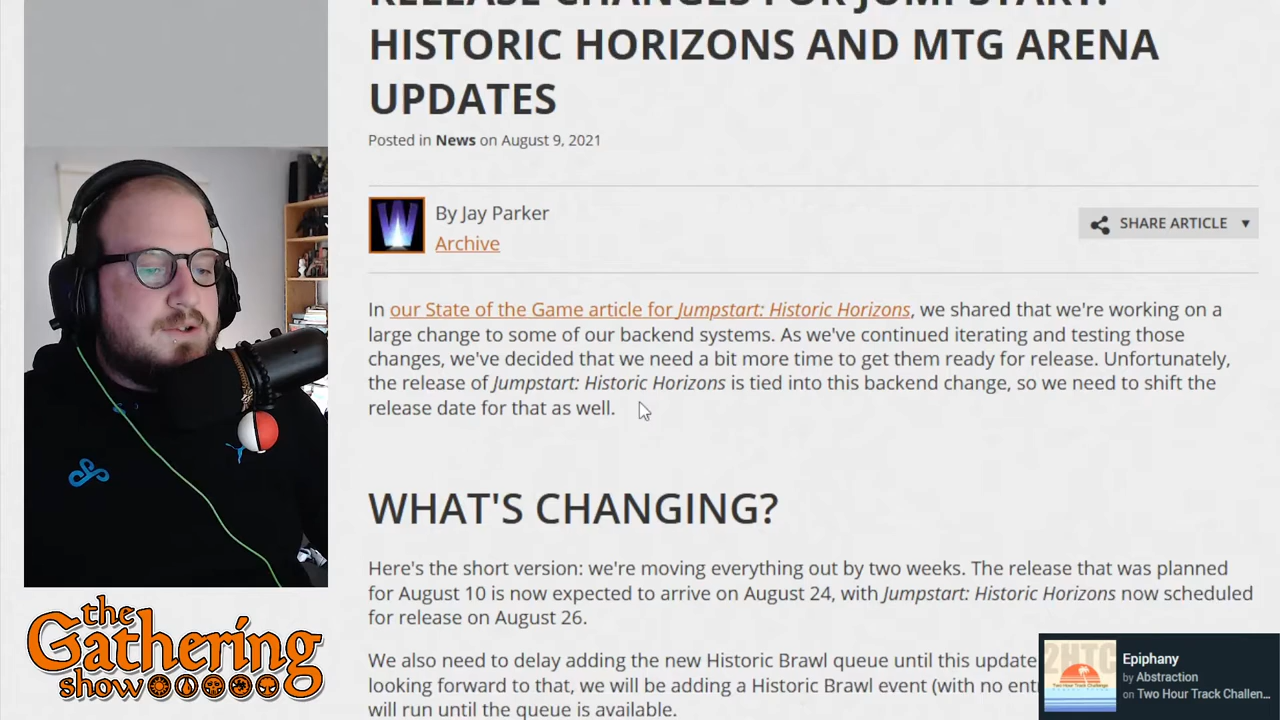 RELEASE CHANGES FOR JUMPSTART:
HISTORIC HORIZONS AND MTG ARENA
UPDATES
Posted in News on August 9, 2021
By Jay Parker
Archive
SHARE ARTICLE
In our State of the Game article for Jumpstart: Historic Horizons, we shared that we're working on a
large change to some of our backend systems. As we've continued iterating and testing those
changes, we've decided that we need a bit more time to get them ready for release. Unfortunately,
the release of Jumpstart: Historic Horizons is tied into this backend change, so we need to shift the
release date for that as well.
WHAT'S CHANGING?
Here's the short version: we're moving everything out by two weeks. The release that was planned
for August 10 is now expected to arrive on August 24, with Jumpstart: Historic Horizons now scheduled
for release on August 26.
We also need to delay adding the new Historic Brawl queue until this update
forward to that, we will be adding a Historic Brawl event (with no
will run until the queue is available.
the
Gathering
show
2HTC
Epiphany
by Abstraction
on Two Hour Track Challen...